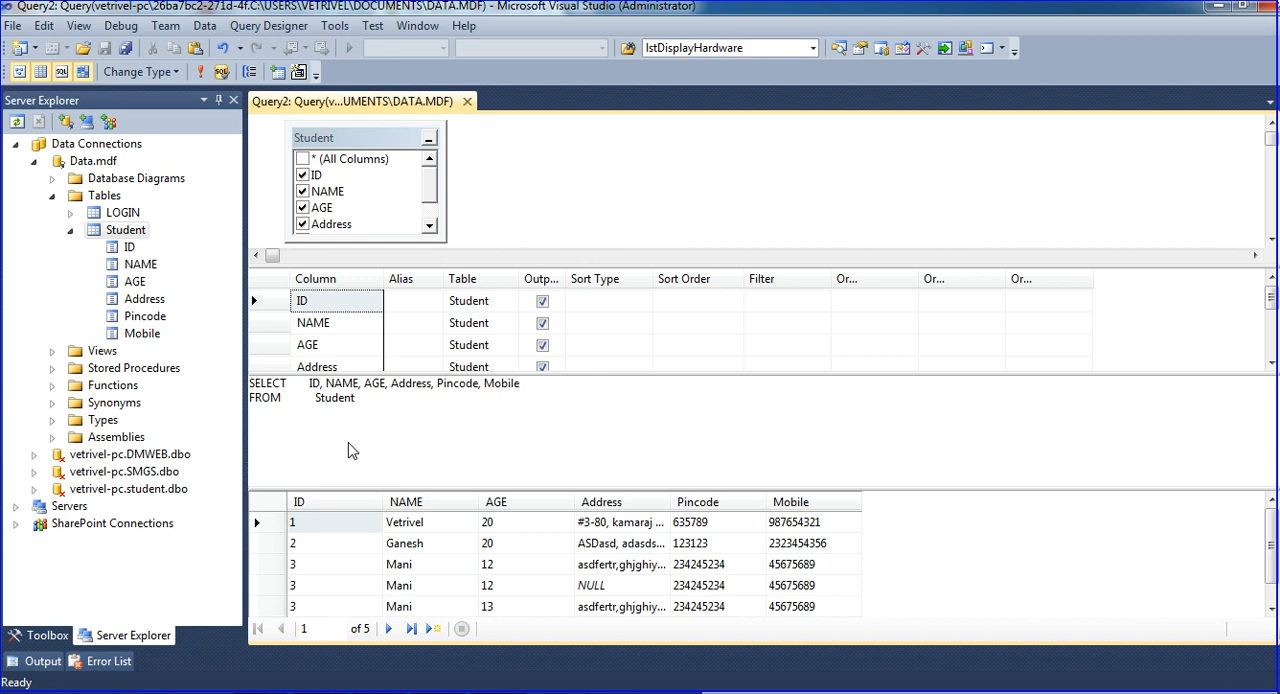 Query2: Query(vetrivel-pc\26ba7bc2-271d-4f.C:\USERS\VETRIVEL\DOCUMENTS\DATA.MDF) - Microsoft Visual Studio (Administrator)
File Edit View Debug Team Data Query Designer Tools Test Window Help
lstDisplayHardware
SQL Change Type
Server Explorer
Query2: Query(v...UMENTS\DATA.MDF)
Data Connections
Data.mdf
Database Diagrams
Tables
LOGIN
Student
ID
NAME
AGE
Address
Pincode
Mobile
Views
Stored Procedures
Functions
Synonyms
Types
Assemblies
vetrivel-pc.DMWEB.dbo
vetrivel-pc.SMGS.dbo
vetrivel-pc.student.dbo
Servers
SharePoint Connections
Toolbox Server Explorer
Student
* (All Columns)
ID
NAME
AGE
Address
Column Alias Table Outp... Sort Type Sort Order Filter Or... Or... Or...
ID Student
NAME Student
AGE Student
Address Student
SELECT ID, NAME, AGE, Address, Pincode, Mobile
FROM Student
ID NAME AGE Address Pincode Mobile
1 Vetrivel 20 #3-80, kamaraj ... 635789 987654321
2 Ganesh 20 ASDasd, adasds... 123123 2323454356
3 Mani 12 asdfertr,ghjghiy... 234245234 45675689
3 Mani 12 NULL 234245234 45675689
3 Mani 13 asdfertr,ghjghiy... 234245234 45675689
1 of 5
Output Error List
Ready